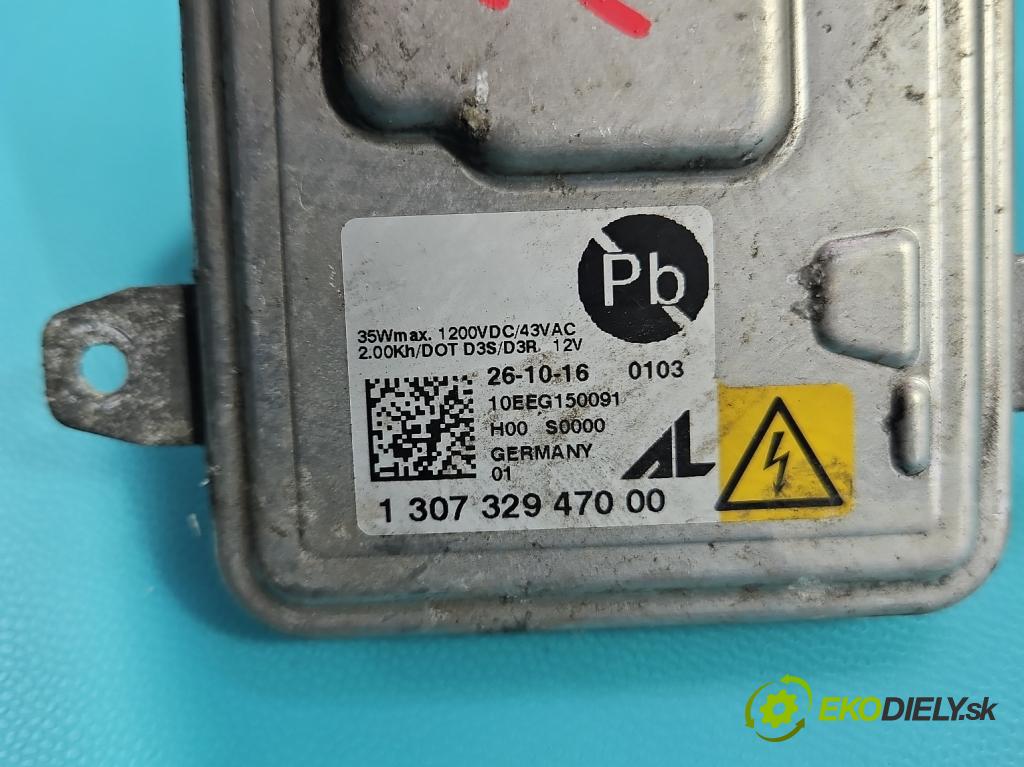 Pb
35Wmax. 1200VDC/43VAC
2.00Kh/DOT D3S/D3R. 12V
26-10-16 0103
10EEG150091
H00 S0000
GERMANY
01
AL
1 307 329 470 00
EKODIELY.sk